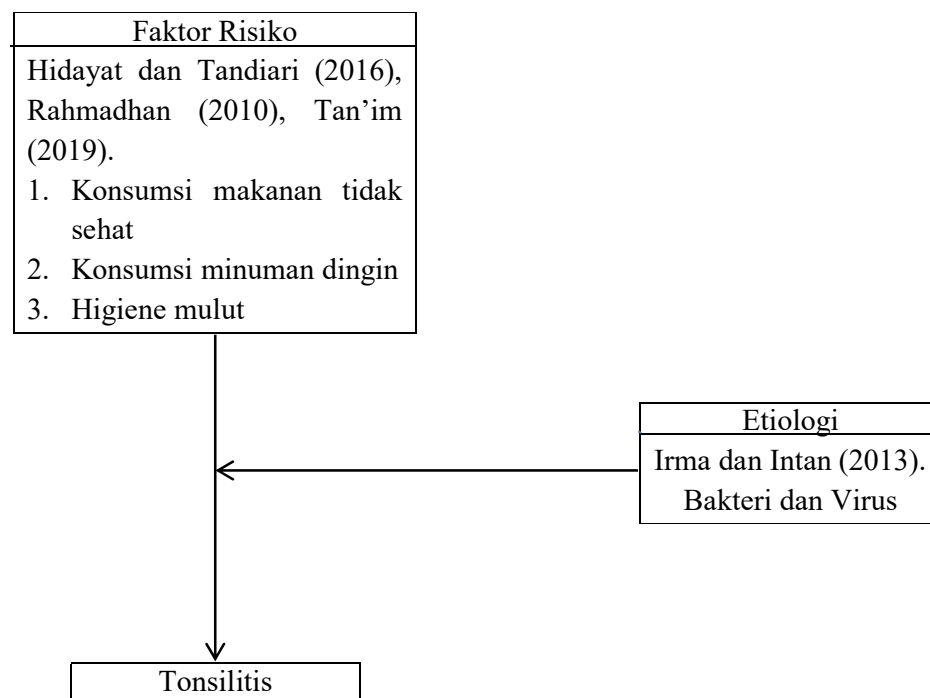 Faktor Risiko
Hidayat dan Tandiari (2016),
Rahmadhan (2010), Tan’im
(2019).
1. Konsumsi makanan tidak
sehat
2. Konsumsi minuman dingin
3. Higiene mulut
Etiologi
Irma dan Intan (2013).
Bakteri dan Virus
Tonsilitis